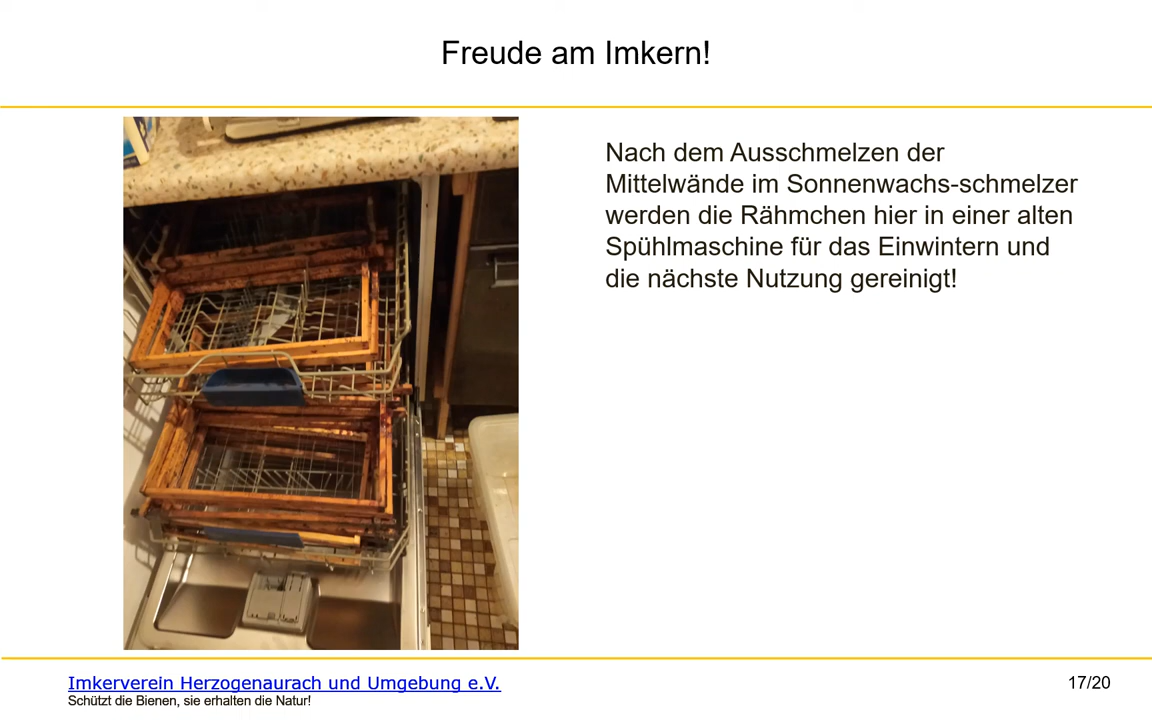 Freude am Imkern!
Nach dem Ausschmelzen der
Mittelwände im Sonnenwachs-schmelzer
werden die Rähmchen hier in einer alten
Spühlmaschine für das Einwintern und
die nächste Nutzung gereinigt!
Imkerverein Herzogenaurach und Umgebung e.V.
Schützt die Bienen, sie erhalten die Natur!
17/20